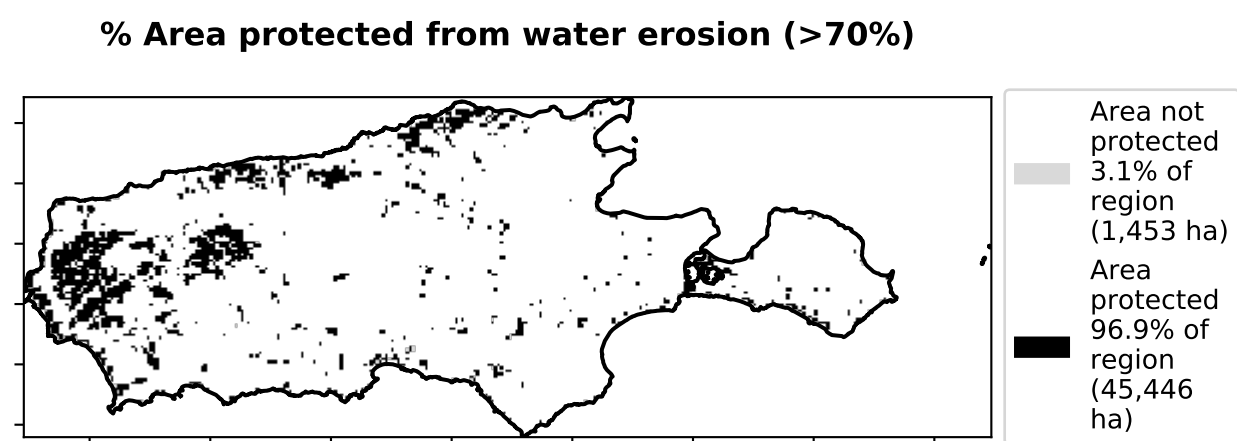 % Area protected from water erosion (>70%)
Area not
protected
3.1% of
region
(1,453 ha)
Area
protected
96.9% of
region
(45,446
ha)